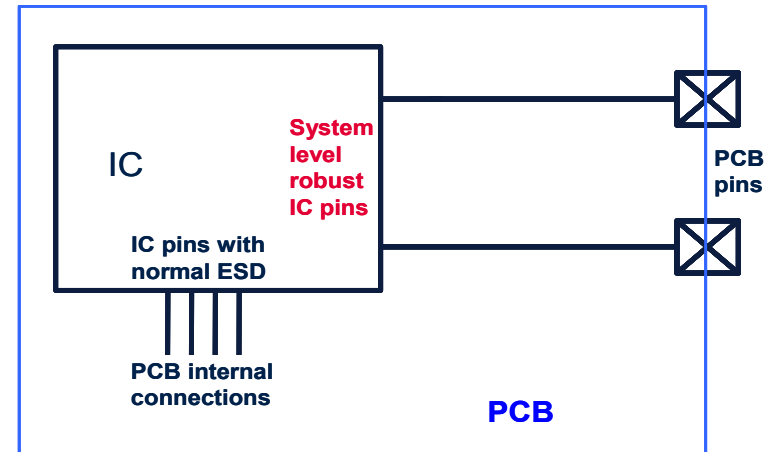 IC
System
level
robust
IC pins
PCB
pins
IC pins with
normal ESD
PCB internal
connections
PCB